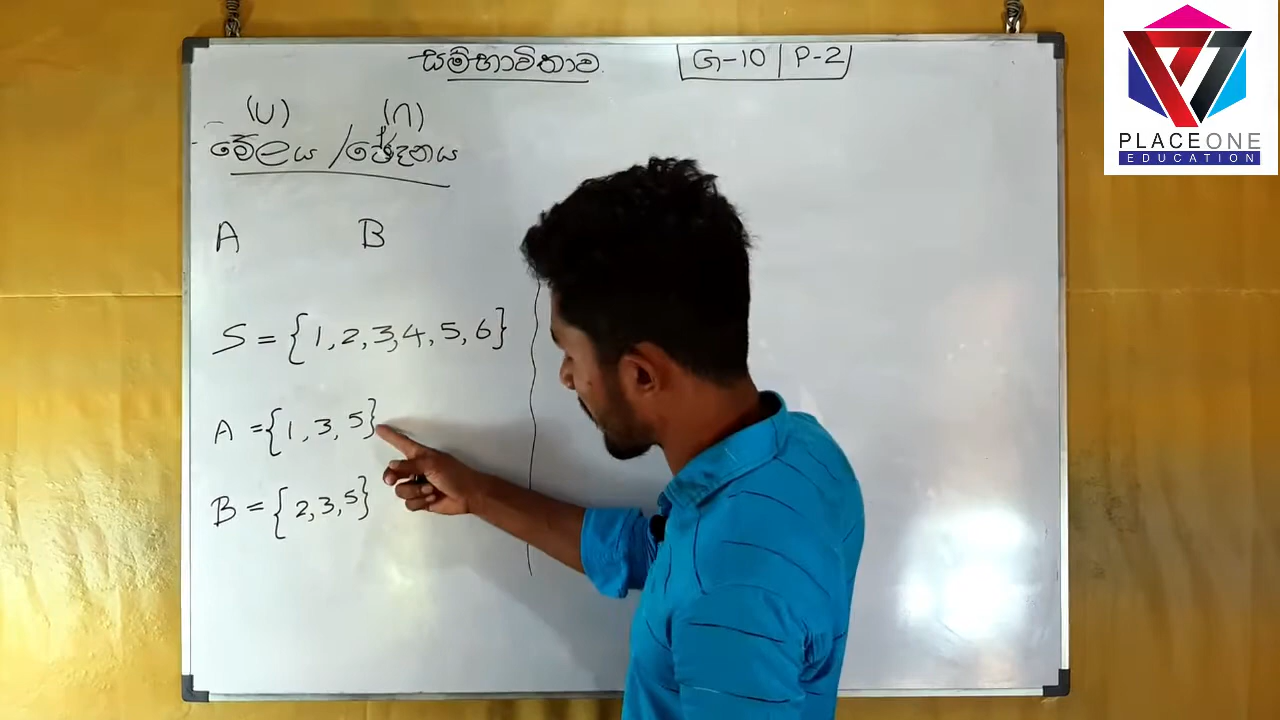 සම්භාවිතාව.
G-10 | P-2
(∪) (∩)
මේලය / ඡේදනය
A B
S = {1, 2, 3, 4, 5, 6}
A = {1, 3, 5}
B = {2, 3, 5}
PLACEONE
EDUCATION